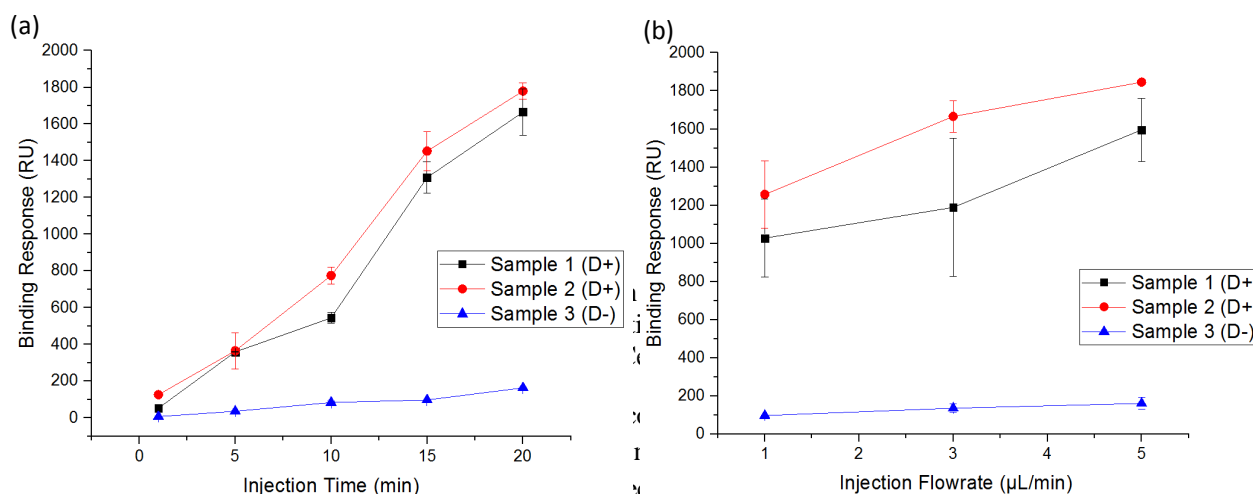 (a)
2000
1800
1600
1400
1200
1000
800
600
400
200
0
Binding Response (RU)
Sample 1 (D+)
Sample 2 (D+)
Sample 3 (D-)
0 5 10 15 20
Injection Time (min)
(b)
2000
1800
1600
1400
1200
1000
800
600
400
200
0
Binding Response (RU)
Sample 1 (D+
Sample 2 (D+
Sample 3 (D-)
1 2 3 4 5
Injection Flowrate (µL/min)